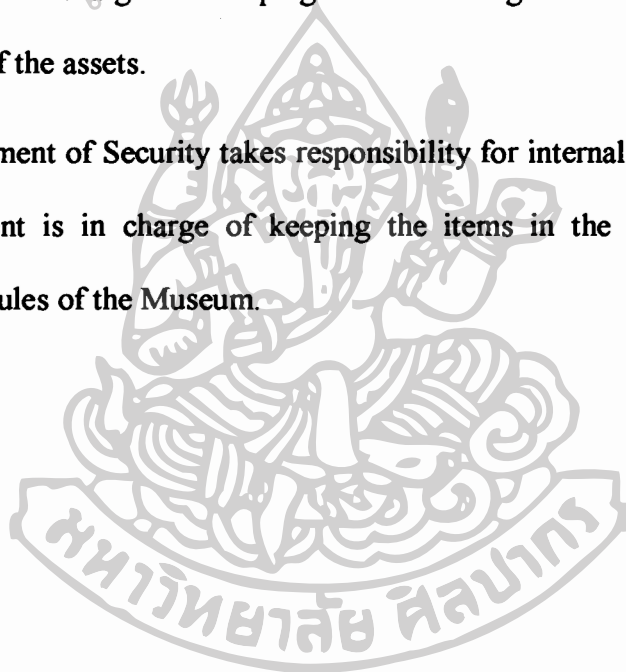 f the assets.
ment of Security takes responsibility for internal
nt is in charge of keeping the items in the
ules of the Museum.
มหาวิทยาลัย ศิลปากร